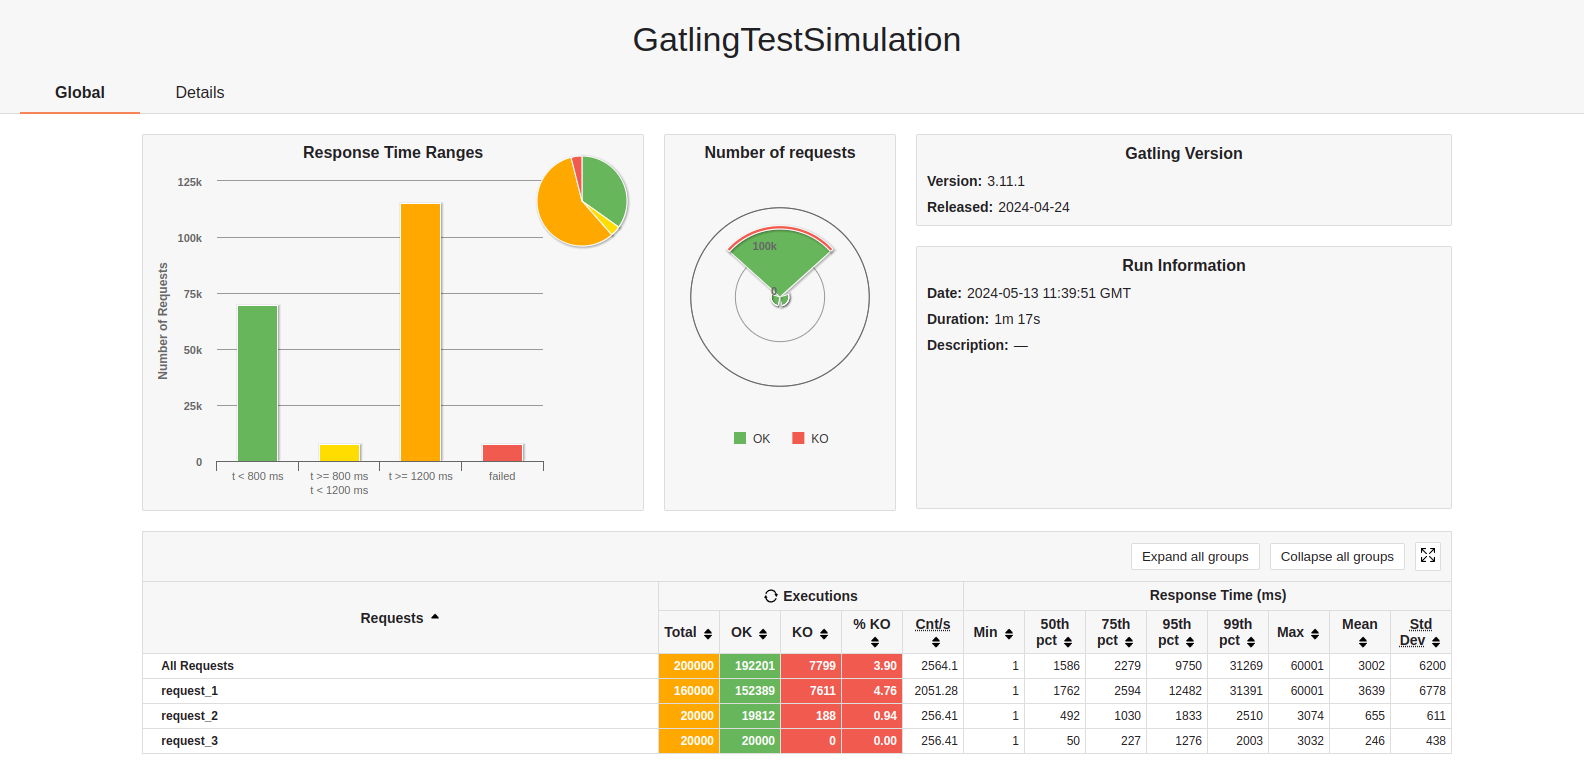 GatlingTestSimulation
Global Details
Response Time Ranges
125k
100k
75k
50k
25k
0
Number of Requests
t < 800 ms
t >= 800 ms
t < 1200 ms
t >= 1200 ms
failed
Number of requests
100k
0
OK KO
Gatling Version
Version: 3.11.1
Released: 2024-04-24
Run Information
Date: 2024-05-13 11:39:51 GMT
Duration: 1m 17s
Description: —
Expand all groups Collapse all groups
Requests Executions Response Time (ms)
Total OK KO % KO Cnt/s Min 50th pct 75th pct 95th pct 99th pct Max Mean Std Dev
All Requests 200000 192201 7799 3.90 2564.1 1 1586 2279 9750 31269 60001 3002 6200
request_1 160000 152389 7611 4.76 2051.28 1 1762 2594 12482 31391 60001 3639 6778
request_2 20000 19812 188 0.94 256.41 1 492 1030 1833 2510 3074 655 611
request_3 20000 20000 0 0.00 256.41 1 50 227 1276 2003 3032 246 438